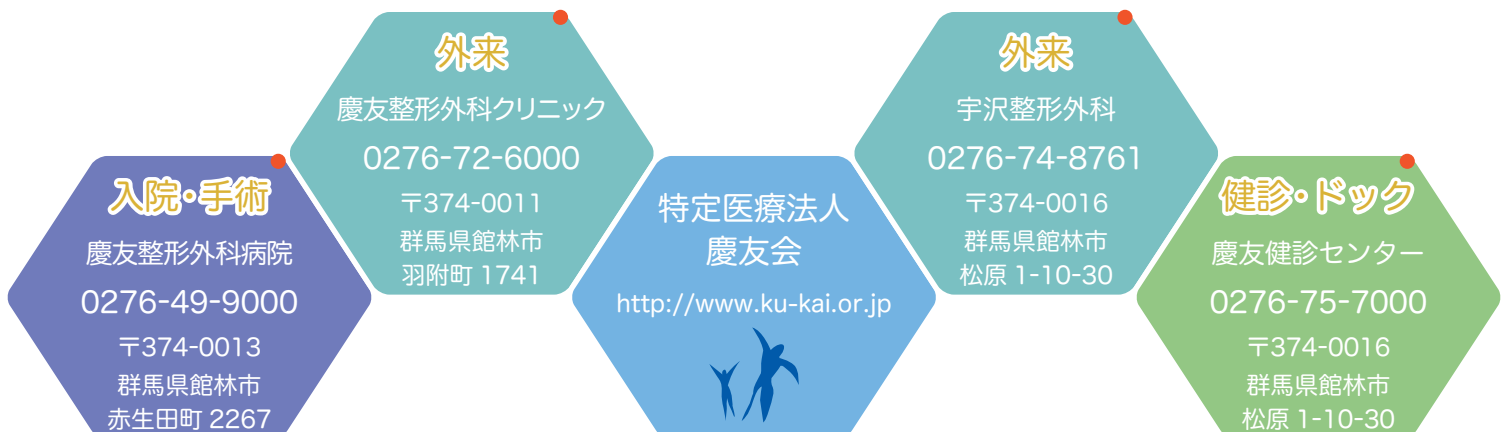 入院・手術
慶友整形外科病院
0276-49-9000
〒374-0013
群馬県館林市
赤生田町 2267
外来
慶友整形外科クリニック
0276-72-6000
〒374-0011
群馬県館林市
羽附町 1741
特定医療法人
慶友会
http://www.ku-kai.or.jp
外来
宇沢整形外科
0276-74-8761
〒374-0016
群馬県館林市
松原 1-10-30
健診・ドック
慶友健診センター
0276-75-7000
〒374-0016
群馬県館林市
松原 1-10-30